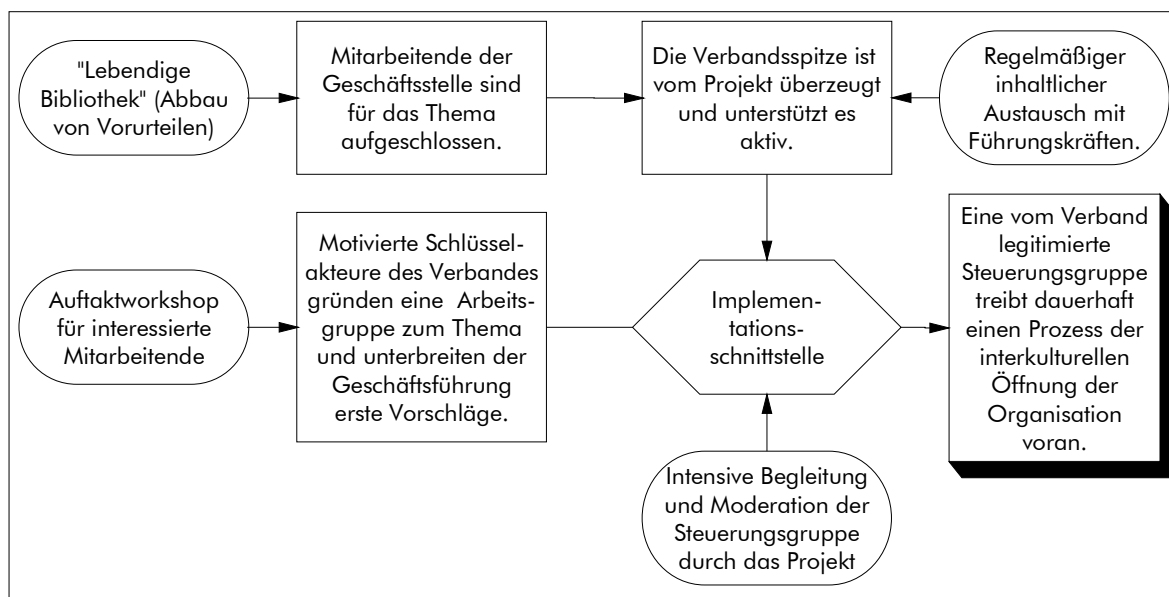 "Lebendige
Bibliothek" (Abbau
von Vorurteilen)
Mitarbeitende der
Geschäftsstelle sind
für das Thema
aufgeschlossen.
Die Verbandsspitze ist
vom Projekt überzeugt
und unterstützt es
aktiv.
Regelmäßiger
inhaltlicher
Austausch mit
Führungskräften.
Auftaktworkshop
für interessierte
Mitarbeitende
Motivierte Schlüssel-
akteure des Verbandes
gründen eine Arbeits-
gruppe zum Thema
und unterbreiten der
Geschäftsführung
erste Vorschläge.
Implemen-
tations-
schnittstelle
Eine vom Verband
legitimierte
Steuerungsgruppe
treibt dauerhaft
einen Prozess der
interkulturellen
Öffnung der
Organisation
voran.
Intensive Begleitung
und Moderation der
Steuerungsgruppe
durch das Projekt